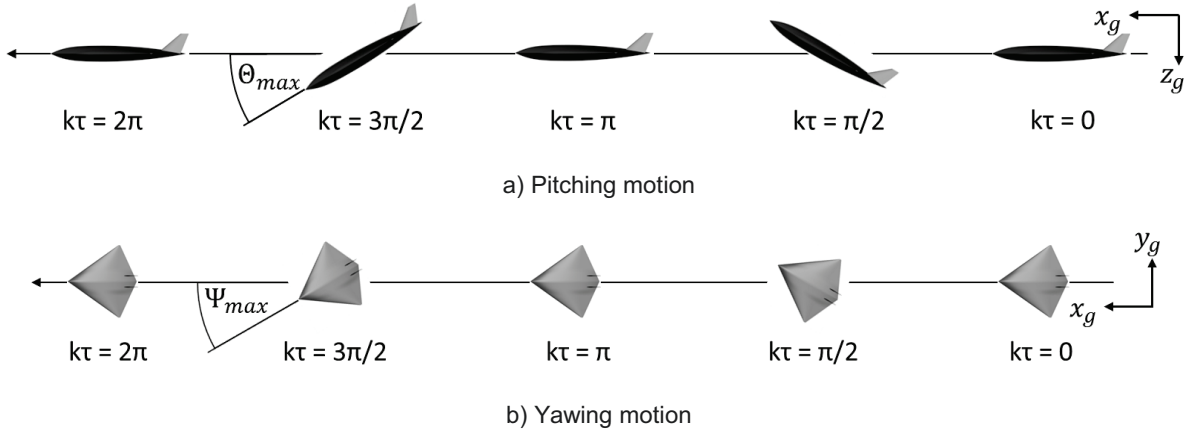 x_g
Θ_max
z_g
kτ = 2π kτ = 3π/2 kτ = π kτ = π/2 kτ = 0
a) Pitching motion
y_g
Ψ_max
x_g
kτ = 2π kτ = 3π/2 kτ = π kτ = π/2 kτ = 0
b) Yawing motion